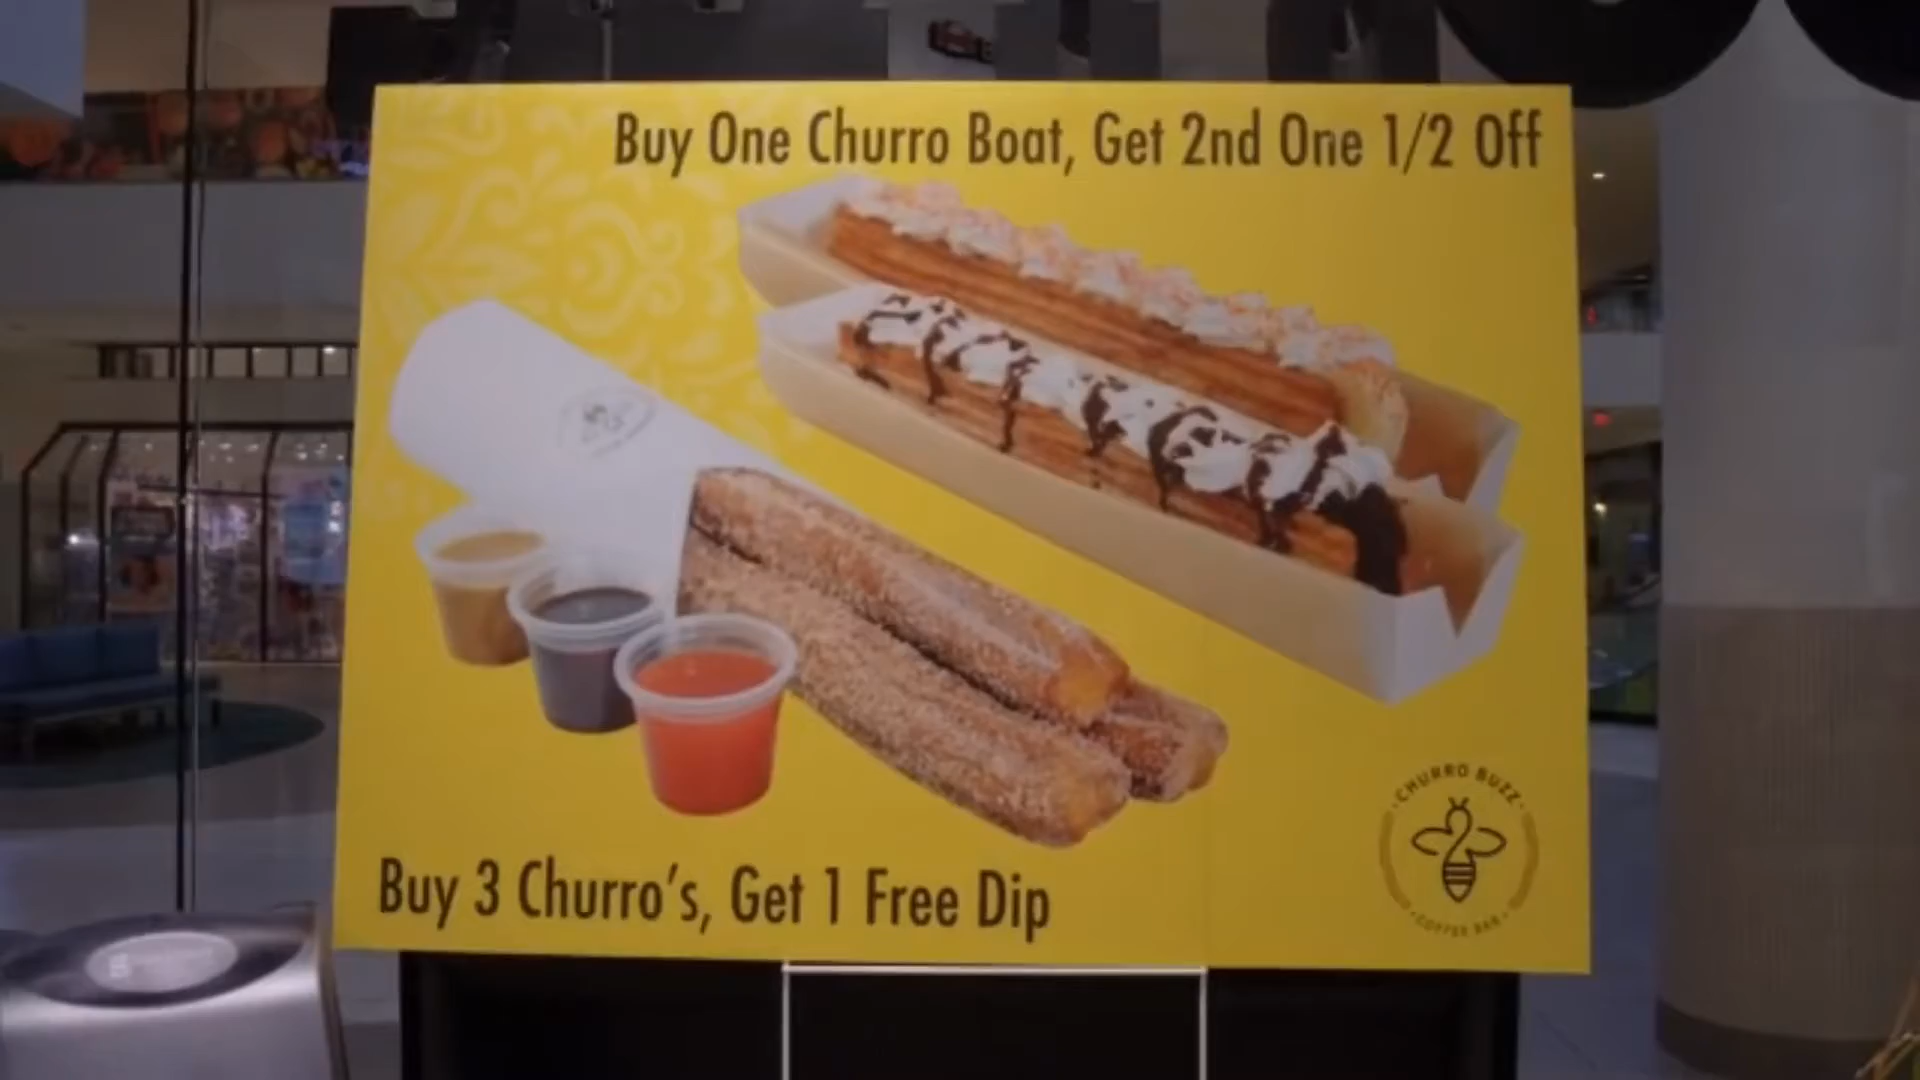 Buy One Churro Boat, Get 2nd One 1/2 Off
Buy 3 Churro's, Get 1 Free Dip
CHURRO BUZZ
COFFEE BAR